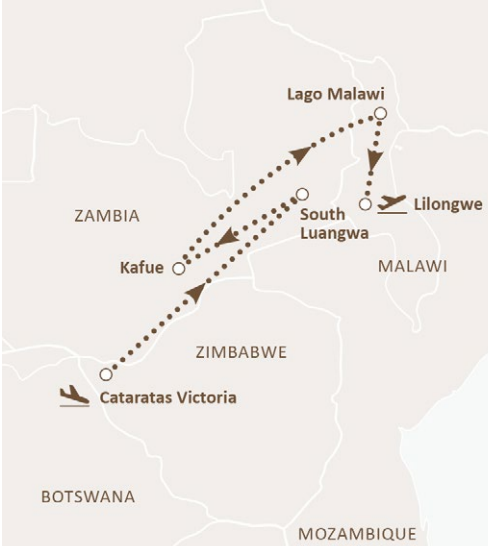 Lago Malawi
Lilongwe
South
Luangwa
ZAMBIA
Kafue
MALAWI
ZIMBABWE
Cataratas Victoria
BOTSWANA
MOZAMBIQUE